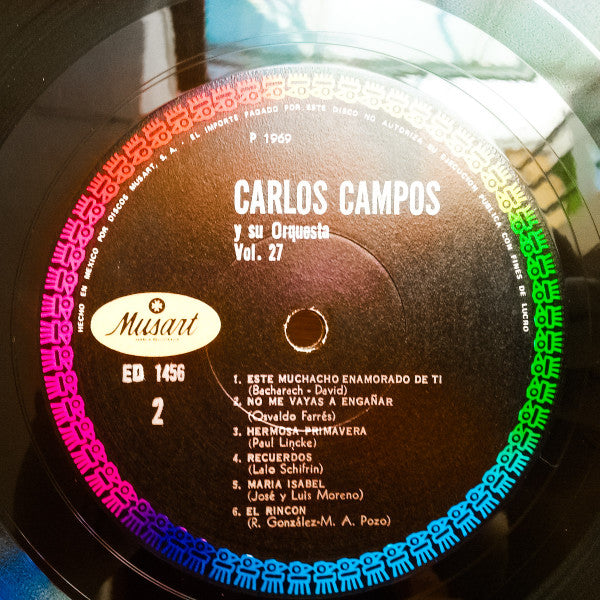 HECHO EN MEXICO POR DISCOS MUSART, S. A. - EL IMPORTE PAGADO POR ESTE DISCO NO AUTORIZA SU EJECUCION PUBLICA CON FINES DE LUCRO
P 1969
CARLOS CAMPOS
y su Orquesta
Vol. 27
Musart
ED 1456
2
1. ESTE MUCHACHO ENAMORADO DE TI
(Bacharach - David)
2. NO ME VAYAS A ENGAÑAR
(Osvaldo Farrés)
3. HERMOSA PRIMAVERA
(Paul Lincke)
4. RECUERDOS
(Lalo Schifrin)
5. MARIA ISABEL
(José y Luis Moreno)
6. EL RINCON
(R. González-M. A. Pozo)